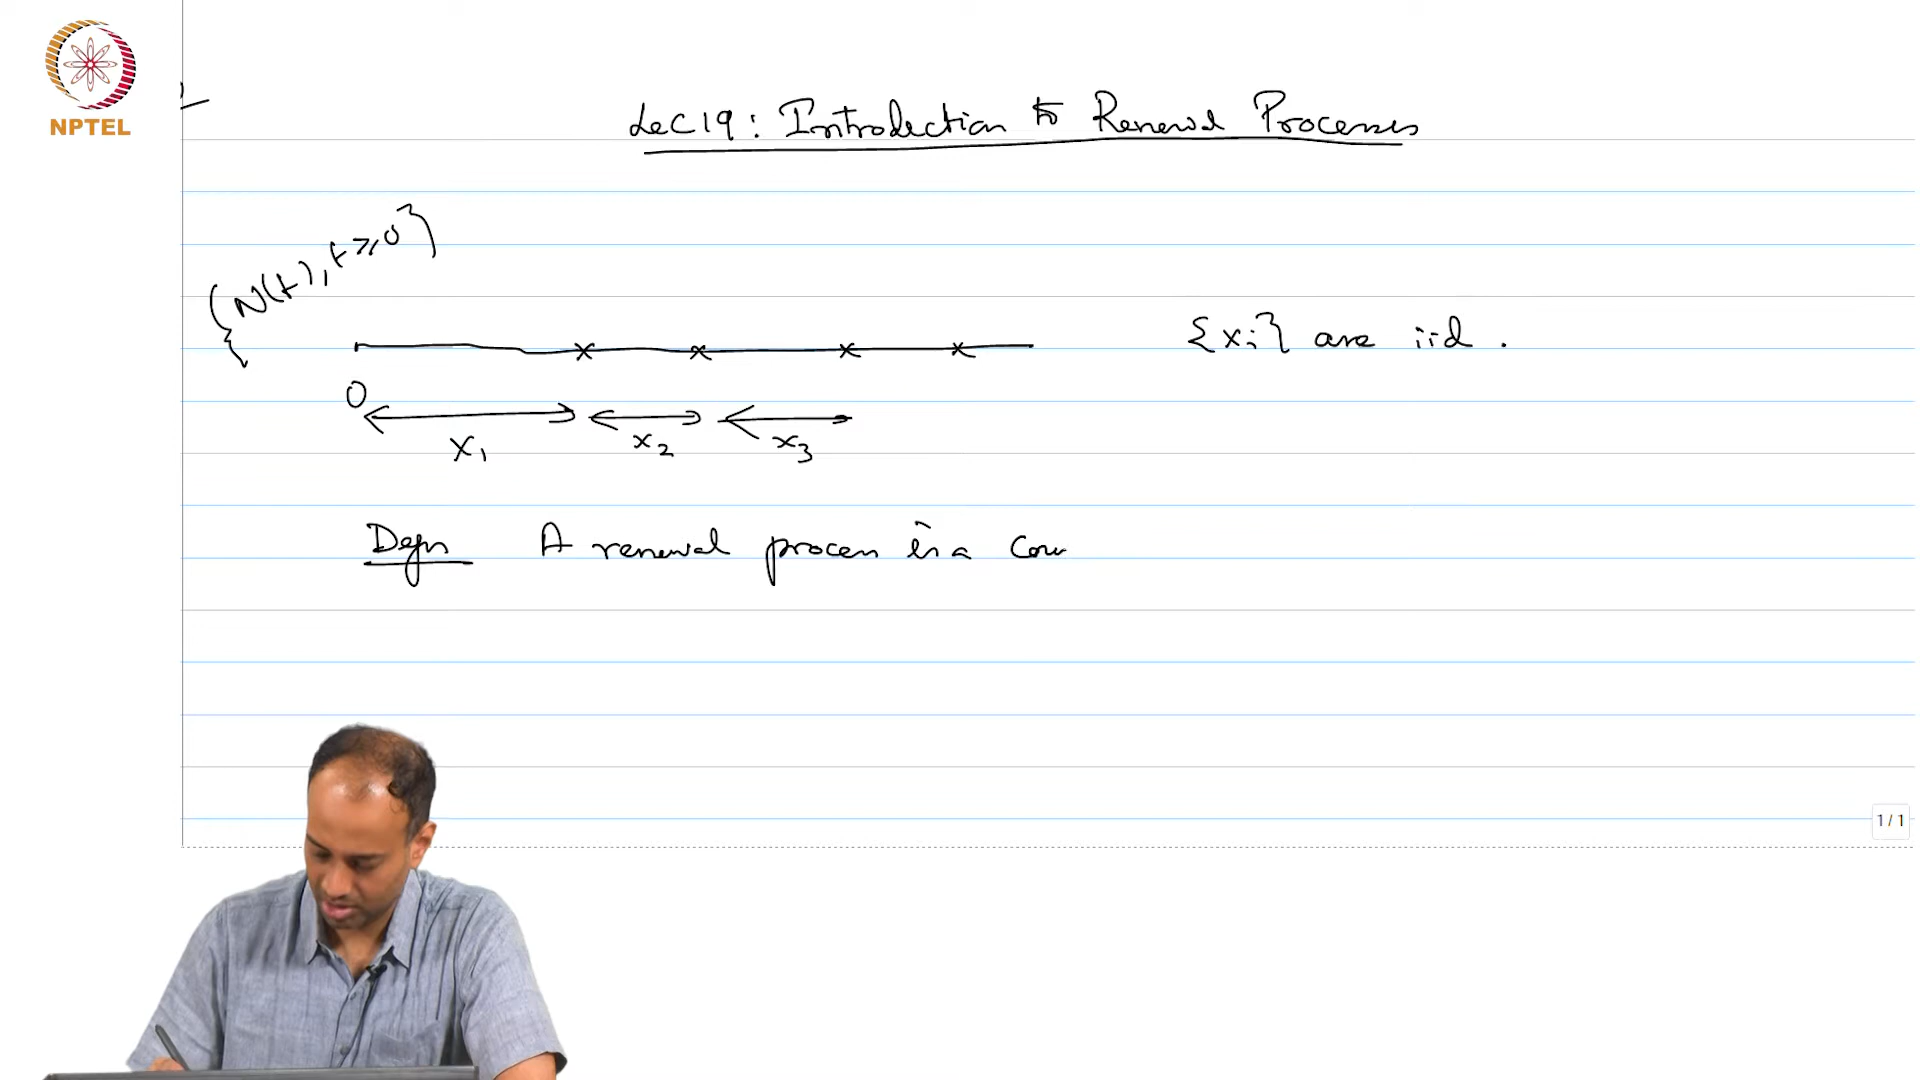 NPTEL
Lec19: Introdection to Renewal Processes
{N(t), t ≥ 0}
{Xi} are iid.
0
X1 X2 X3
Defn A renewal process is a cou
1 / 1